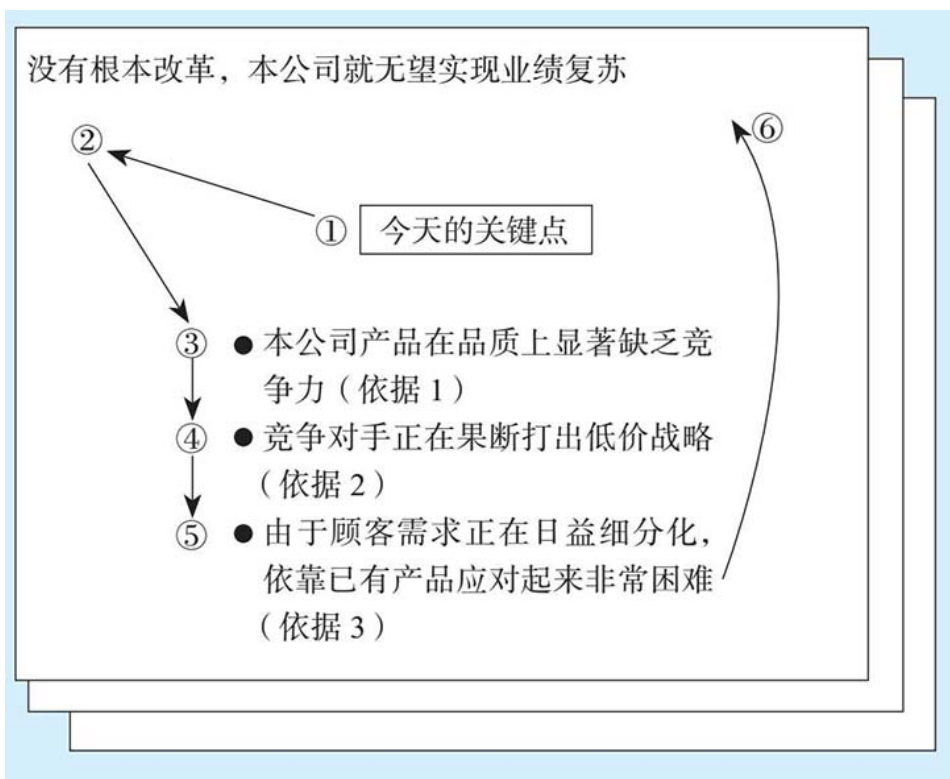 没有根本改革，本公司就无望实现业绩复苏
②
⑥
① 今天的关键点
③ ● 本公司产品在品质上显著缺乏竞
争力（依据 1）
④ ● 竞争对手正在果断打出低价战略
（依据 2）
⑤ ● 由于顾客需求正在日益细分化，
依靠已有产品应对起来非常困难
（依据 3）